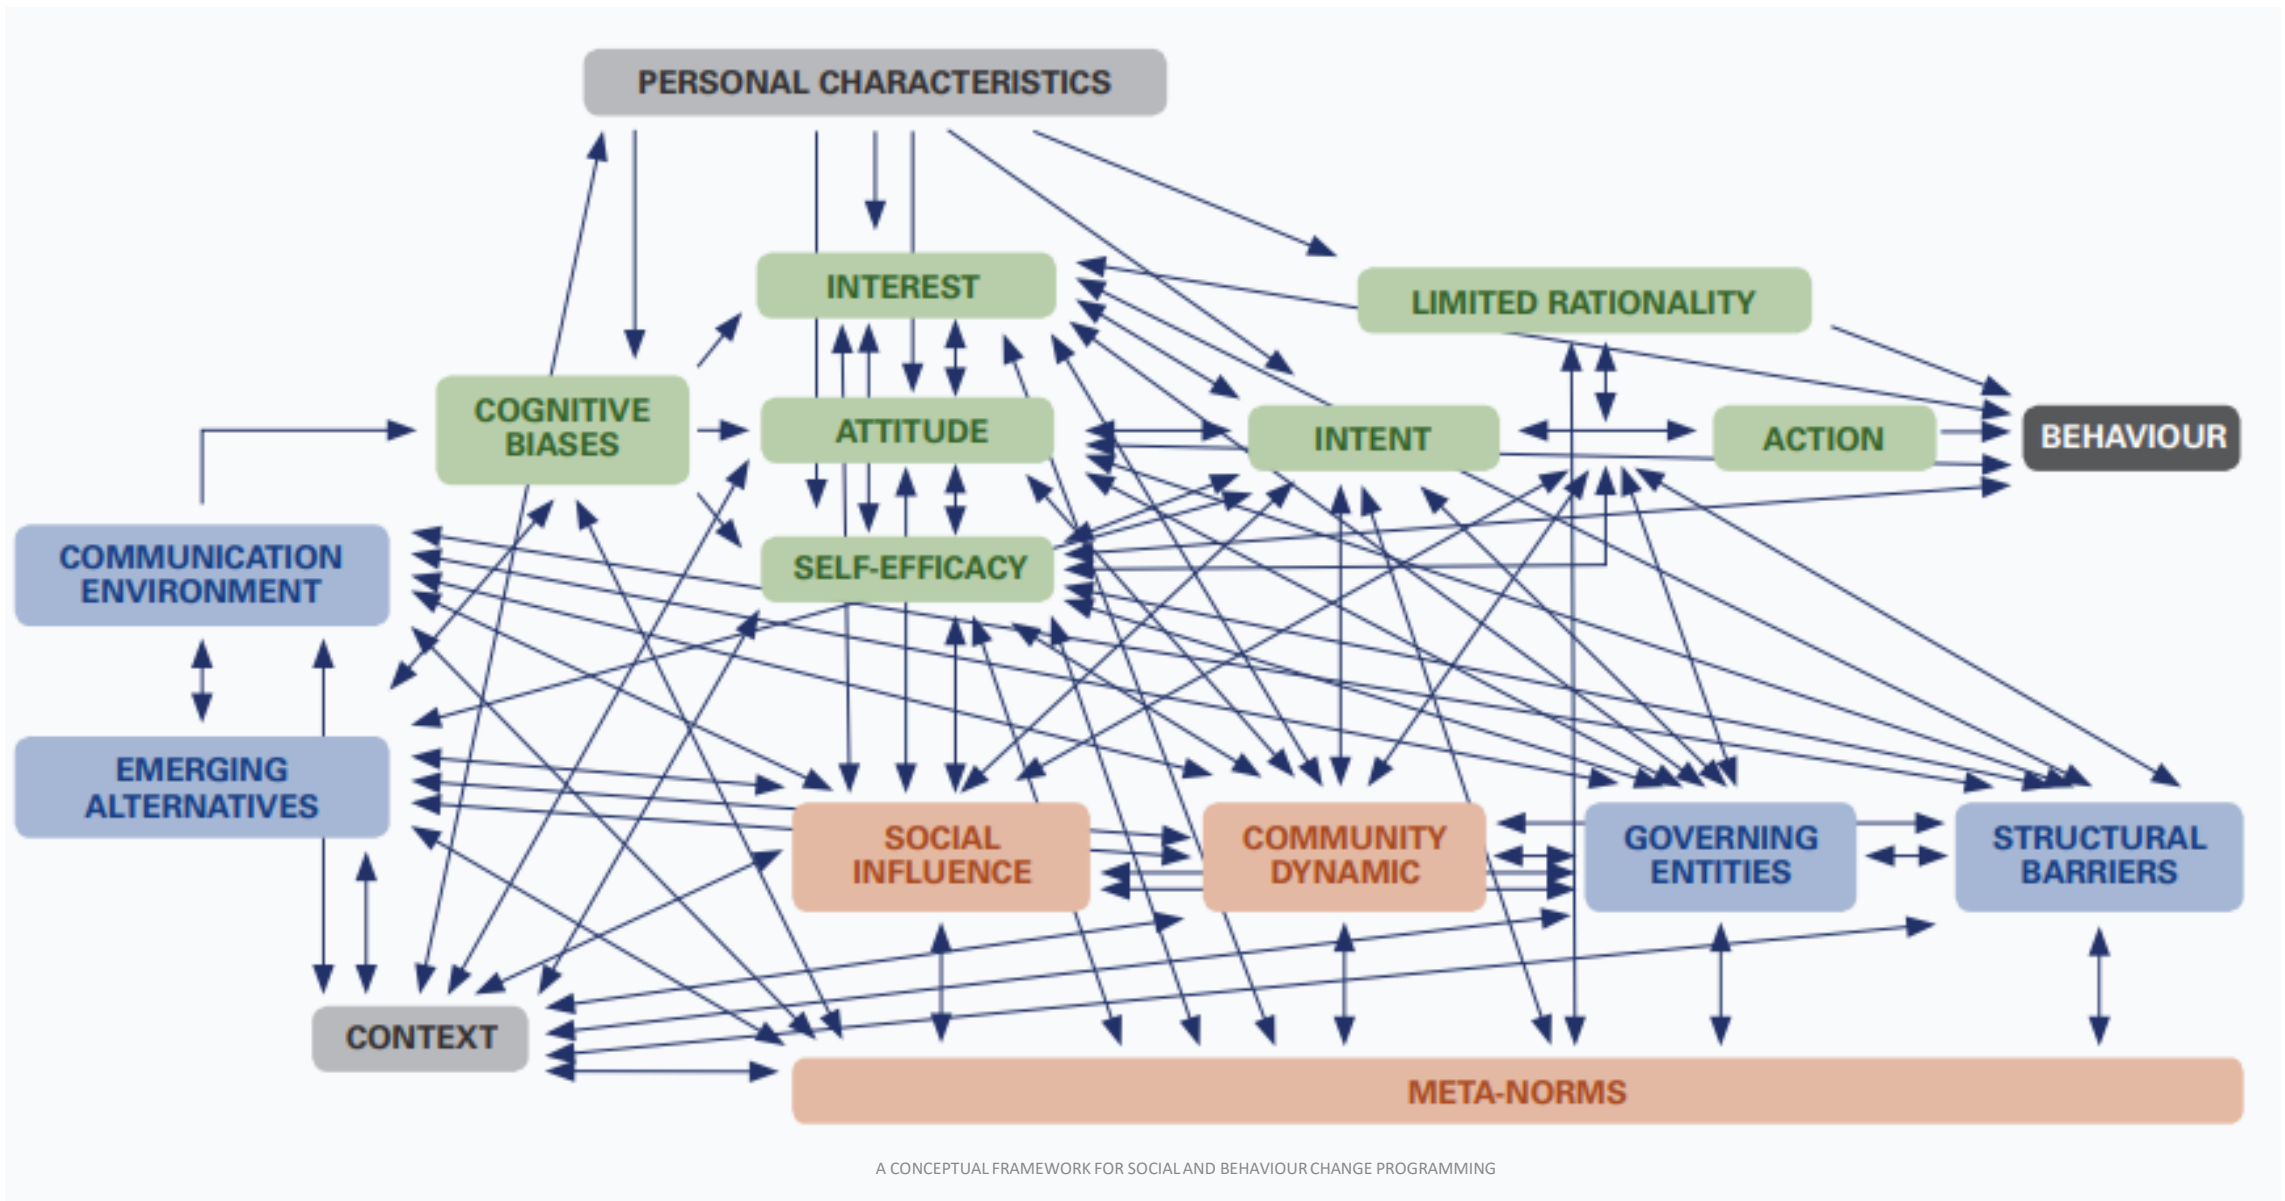 PERSONAL CHARACTERISTICS
INTEREST
LIMITED RATIONALITY
COGNITIVE
BIASES
ATTITUDE
INTENT
ACTION
BEHAVIOUR
COMMUNICATION
ENVIRONMENT
SELF-EFFICACY
EMERGING
ALTERNATIVES
SOCIAL
INFLUENCE
COMMUNITY
DYNAMIC
GOVERNING
ENTITIES
STRUCTURAL
BARRIERS
CONTEXT
META-NORMS
A CONCEPTUAL FRAMEWORK FOR SOCIAL AND BEHAVIOUR CHANGE PROGRAMMING